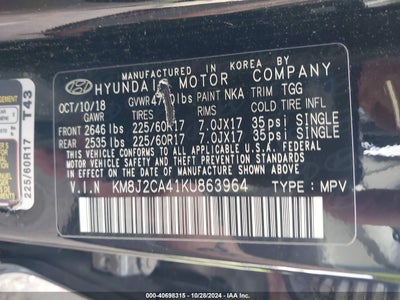 MANUFACTURED IN KOREA BY
HYUNDAI MOTOR COMPANY
OCT/10/18 GVWR lbs PAINT NKA TRIM TGG
GAWR TIRES RIMS COLD TIRE INFL
FRONT 2646 lbs 225/60R17 7.0JX17 35psi SINGLE
REAR 2535 lbs 225/60R17 7.0JX17 35psi SINGLE
THIS VEHICLE CONFORMS TO ALL APPLICABLE U.S.
FEDERAL MOTOR VEHICLE SAFETY, BUMPER, AND
THEFT PREVENTION STANDARDS IN EFFECT ON THE
DATE OF MANUFACTURE SHOWN ABOVE.
V.I.N KM8J2CA41KU863964 TYPE : MPV
225/60R17 T43
000-40698315 - 10/28/2024 -